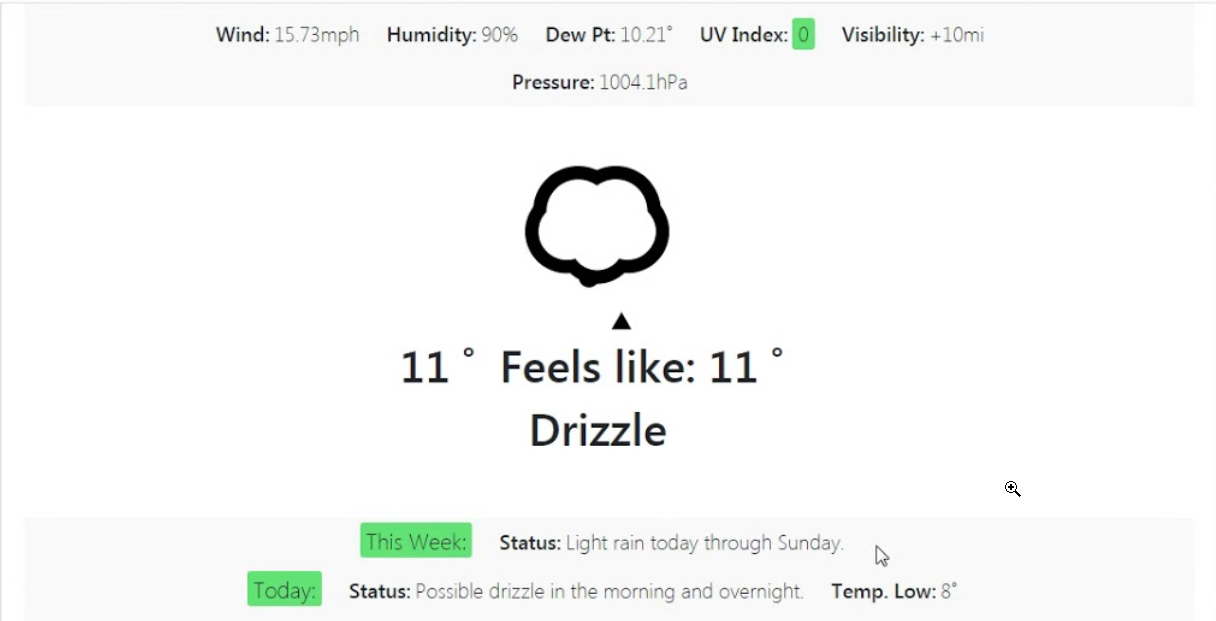 Wind: 15.73mph Humidity: 90% Dew Pt: 10.21° UV Index: 0 Visibility: +10mi
Pressure: 1004.1hPa
11 ° Feels like: 11 °
Drizzle
This Week: Status: Light rain today through Sunday.
Today: Status: Possible drizzle in the morning and overnight. Temp. Low: 8°